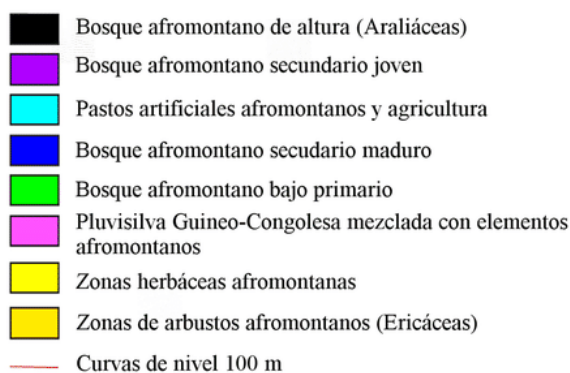 Bosque afromontano de altura (Araliáceas)
Bosque afromontano secundario joven
Pastos artificiales afromontanos y agricultura
Bosque afromontano secudario maduro
Bosque afromontano bajo primario
Pluvisilva Guineo-Congolesa mezclada con elementos
afromontanos
Zonas herbáceas afromontanas
Zonas de arbustos afromontanos (Ericáceas)
Curvas de nivel 100 m